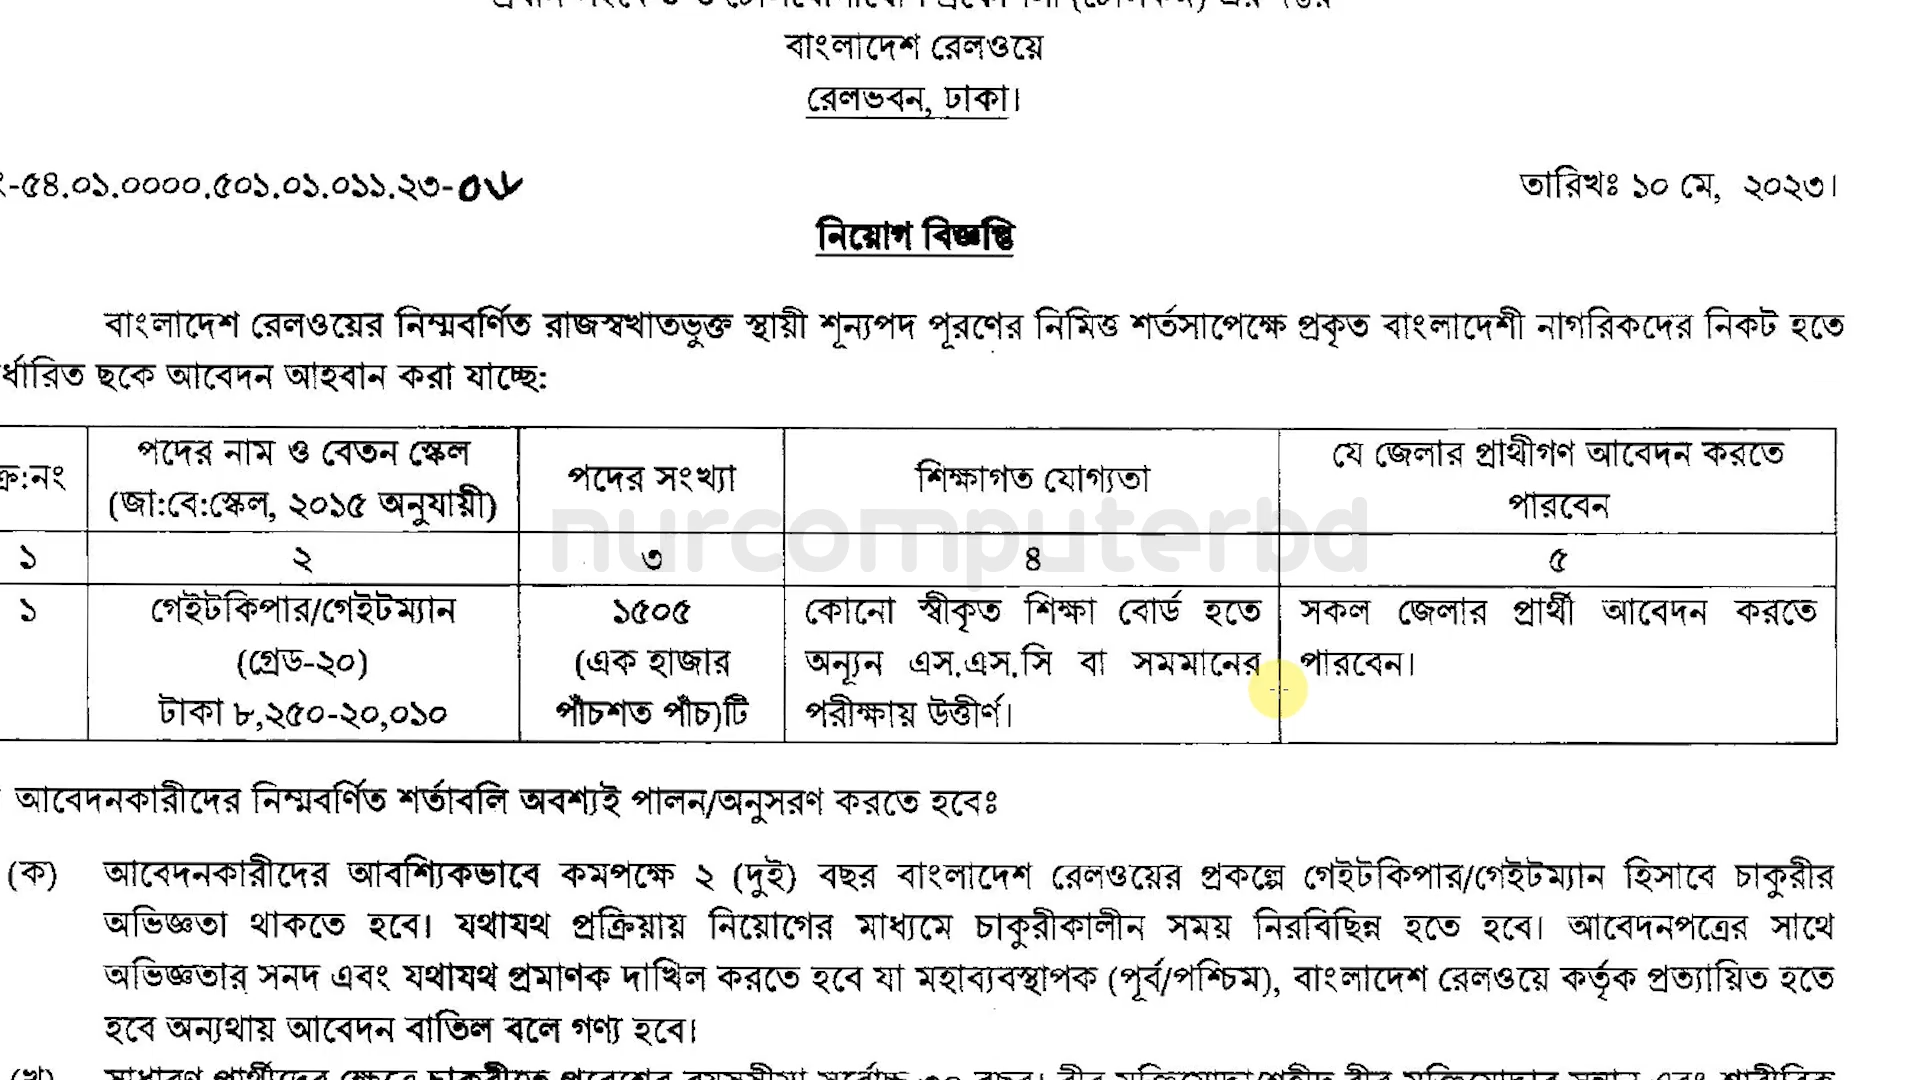 বাংলাদেশ রেলওয়ে
রেলভবন, ঢাকা।
-৫৪.০১.০০০০.৫০১.০১.০১১.২৩-০৮
তারিখঃ ১০ মে, ২০২৩।
নিয়োগ বিজ্ঞপ্তি
বাংলাদেশ রেলওয়ের নিম্মবর্ণিত রাজস্বখাতভুক্ত স্থায়ী শূন্যপদ পূরণের নিমিত্ত শর্তসাপেক্ষে প্রকৃত বাংলাদেশী নাগরিকদের নিকট হতে
র্ধারিত ছকে আবেদন আহবান করা যাচ্ছে:
ক্র:নং
পদের নাম ও বেতন স্কেল
(জা:বে:স্কেল, ২০১৫ অনুযায়ী)
পদের সংখ্যা
শিক্ষাগত যোগ্যতা
যে জেলার প্রাথীগণ আবেদন করতে
পারবেন
১
২
৩
৪
৫
১
গেইটকিপার/গেইটম্যান
(গ্রেড-২০)
টাকা ৮,২৫০-২০,০১০
১৫০৫
(এক হাজার
পাঁচশত পাঁচ)টি
কোনো স্বীকৃত শিক্ষা বোর্ড হতে
অন্যূন এস.এস.সি বা সমমানের
পরীক্ষায় উত্তীর্ণ।
সকল জেলার প্রার্থী আবেদন করতে
পারবেন।
nurcomputerbd
আবেদনকারীদের নিম্মবর্ণিত শর্তাবলি অবশ্যই পালন/অনুসরণ করতে হবেঃ
(ক) আবেদনকারীদের আবশ্যিকভাবে কমপক্ষে ২ (দুই) বছর বাংলাদেশ রেলওয়ের প্রকল্পে গেইটকিপার/গেইটম্যান হিসাবে চাকুরীর
অভিজ্ঞতা থাকতে হবে। যথাযথ প্রক্রিয়ায় নিয়োগের মাধ্যমে চাকুরীকালীন সময় নিরবিছিন্ন হতে হবে। আবেদনপত্রের সাথে
অভিজ্ঞতার সনদ এবং যথাযথ প্রমাণক দাখিল করতে হবে যা মহাব্যবস্থাপক (পূর্ব/পশ্চিম), বাংলাদেশ রেলওয়ে কর্তৃক প্রত্যায়িত হতে
হবে অন্যথায় আবেদন বাতিল বলে গণ্য হবে।